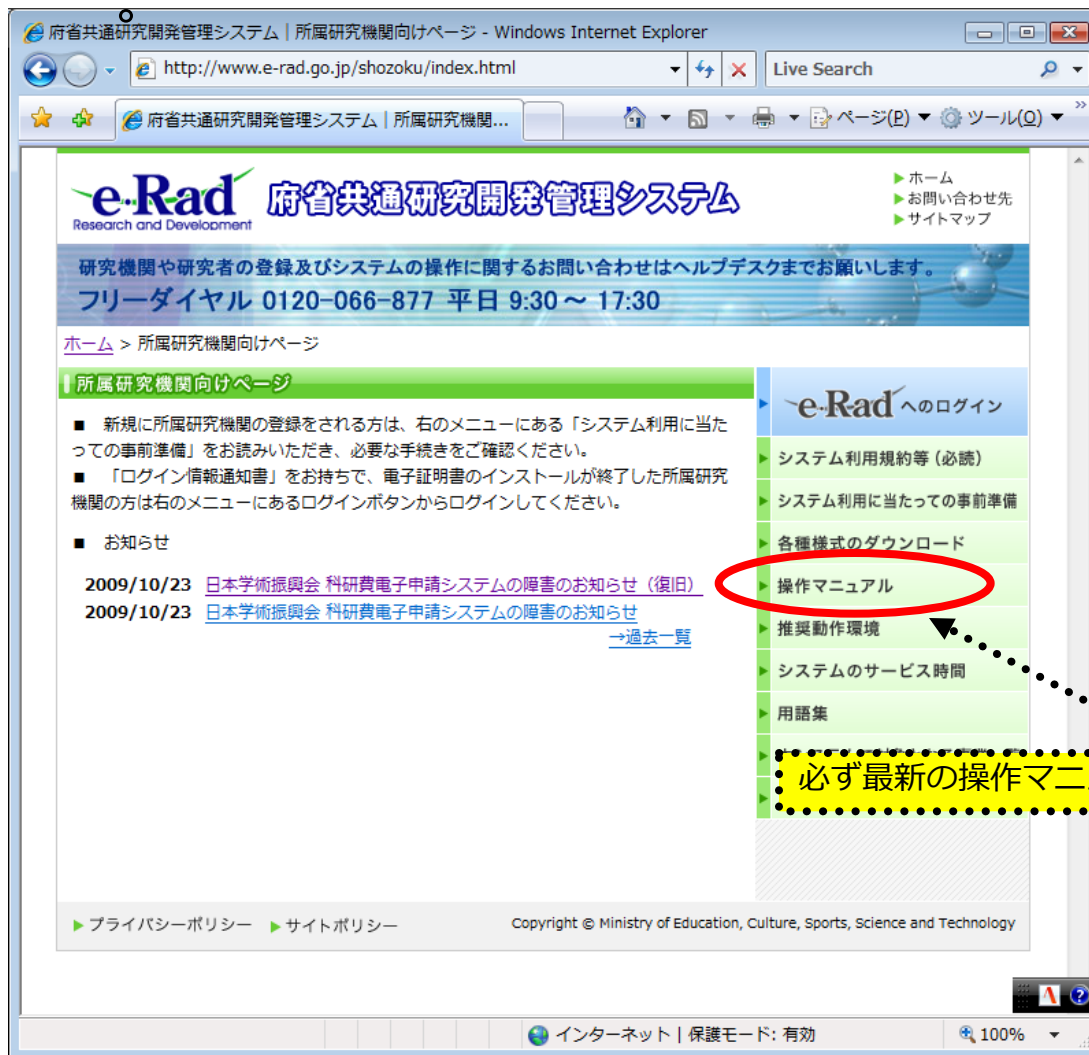 府省共通研究開発管理システム | 所属研究機関向けページ - Windows Internet Explorer
http://www.e-rad.go.jp/shozoku/index.html
Live Search
府省共通研究開発管理システム | 所属研究機関...
ページ(P) ツール(O)
e-Rad
Research and Development
府省共通研究開発管理システム
ホーム
お問い合わせ先
サイトマップ
研究機関や研究者の登録及びシステムの操作に関するお問い合わせはヘルプデスクまでお願いします。
フリーダイヤル 0120-066-877 平日 9:30～ 17:30
ホーム > 所属研究機関向けページ
所属研究機関向けページ
■ 新規に所属研究機関の登録をされる方は、右のメニューにある「システム利用に当た
っての事前準備」をお読みいただき、必要な手続きをご確認ください。
■ 「ログイン情報通知書」をお持ちで、電子証明書のインストールが終了した所属研究
機関の方は右のメニューにあるログインボタンからログインしてください。
■ お知らせ
2009/10/23 日本学術振興会 科研費電子申請システムの障害のお知らせ（復旧）
2009/10/23 日本学術振興会 科研費電子申請システムの障害のお知らせ
→過去一覧
e-Rad へのログイン
システム利用規約等（必読）
システム利用に当たっての事前準備
各種様式のダウンロード
操作マニュアル
推奨動作環境
システムのサービス時間
用語集
必ず最新の操作マニ
プライバシーポリシー サイトポリシー
Copyright © Ministry of Education, Culture, Sports, Science and Technology
インターネット | 保護モード: 有効
100%